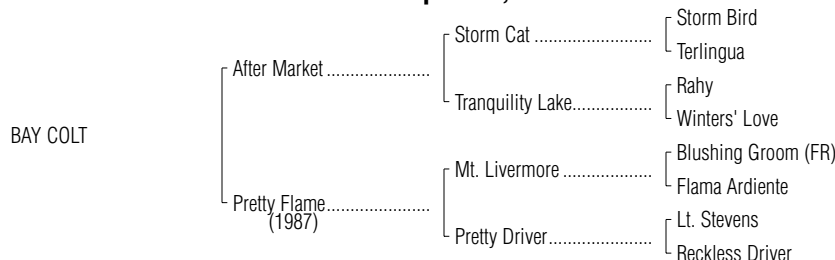 Storm Bird
Storm Cat ....................
Terlingua
After Market ......................
Rahy
Tranquility Lake..................
Winters' Love
BAY COLT
Blushing Groom (FR)
Mt. Livermore ...................
Flama Ardiente
Pretty Flame......................
(1987)
Lt. Stevens
Pretty Driver......................
Reckless Driver